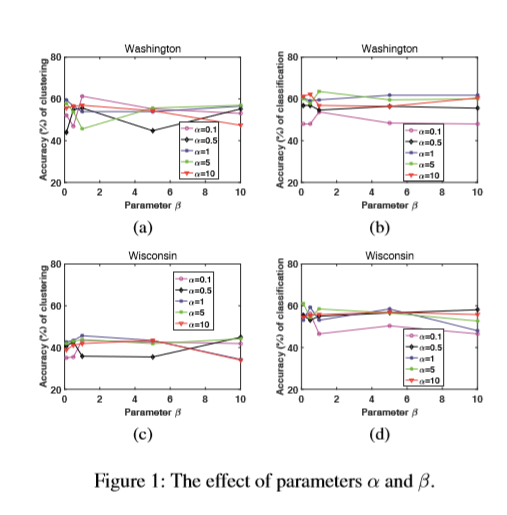 Washington
80
60
40
20
Accuracy (%) of clustering
α=0.1
α=0.5
α=1
α=5
α=10
0 2 4 6 8 10
Parameter β
(a)
Washington
80
60
40
20
Accuracy (%) of classification
α=0.1
α=0.5
α=1
α=5
α=10
0 2 4 6 8 10
Parameter β
(b)
Wisconsin
80
60
40
20
Accuracy (%) of clustering
α=0.1
α=0.5
α=1
α=5
α=10
0 2 4 6 8 10
Parameter β
(c)
Wisconsin
80
60
40
20
Accuracy (%) of classification
α=0.1
α=0.5
α=1
α=5
α=10
0 2 4 6 8 10
Parameter β
(d)
Figure 1: The effect of parameters α and β.